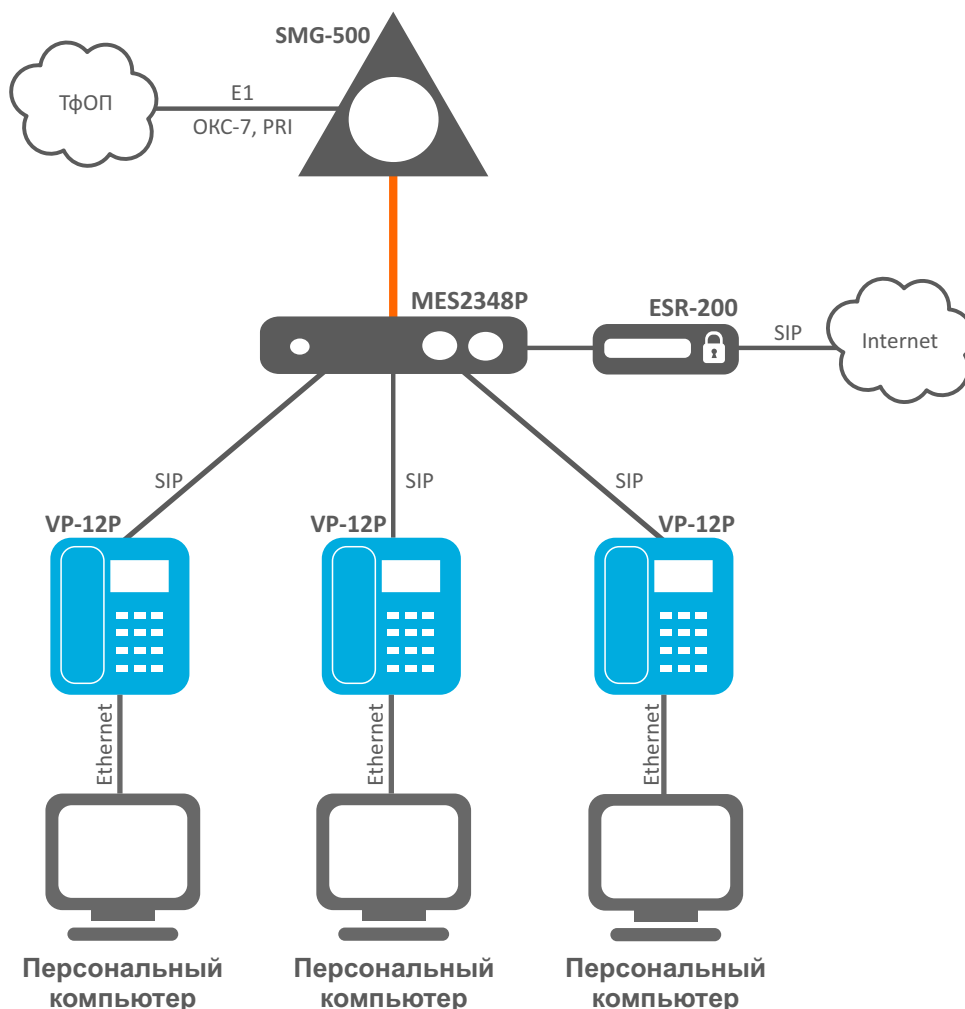 SMG-500
ТфОП
E1
ОКС-7, PRI
MES2348P
ESR-200
SIP
Internet
SIP
SIP
SIP
VP-12P
VP-12P
VP-12P
Ethernet
Ethernet
Ethernet
Персональный
компьютер
Персональный
компьютер
Персональный
компьютер